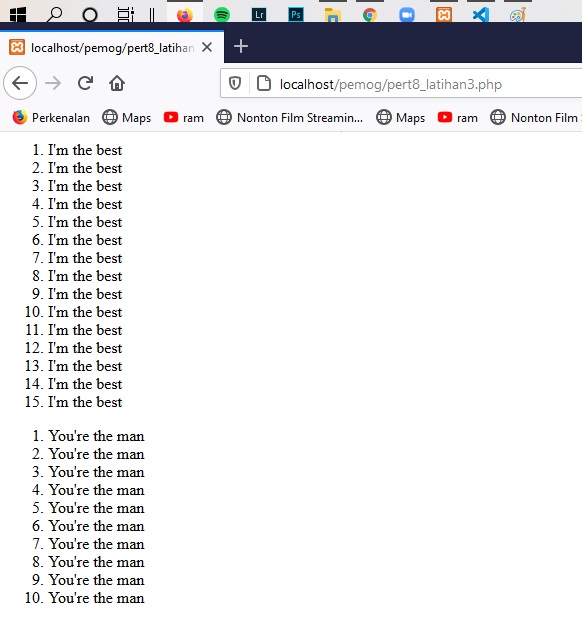 Lr Ps
localhost/pemog/pert8_latihan
localhost/pemog/pert8_latihan3.php
Perkenalan Maps ram Nonton Film Streamin... Maps ram Nonton Film
1. I'm the best
2. I'm the best
3. I'm the best
4. I'm the best
5. I'm the best
6. I'm the best
7. I'm the best
8. I'm the best
9. I'm the best
10. I'm the best
11. I'm the best
12. I'm the best
13. I'm the best
14. I'm the best
15. I'm the best
1. You're the man
2. You're the man
3. You're the man
4. You're the man
5. You're the man
6. You're the man
7. You're the man
8. You're the man
9. You're the man
10. You're the man